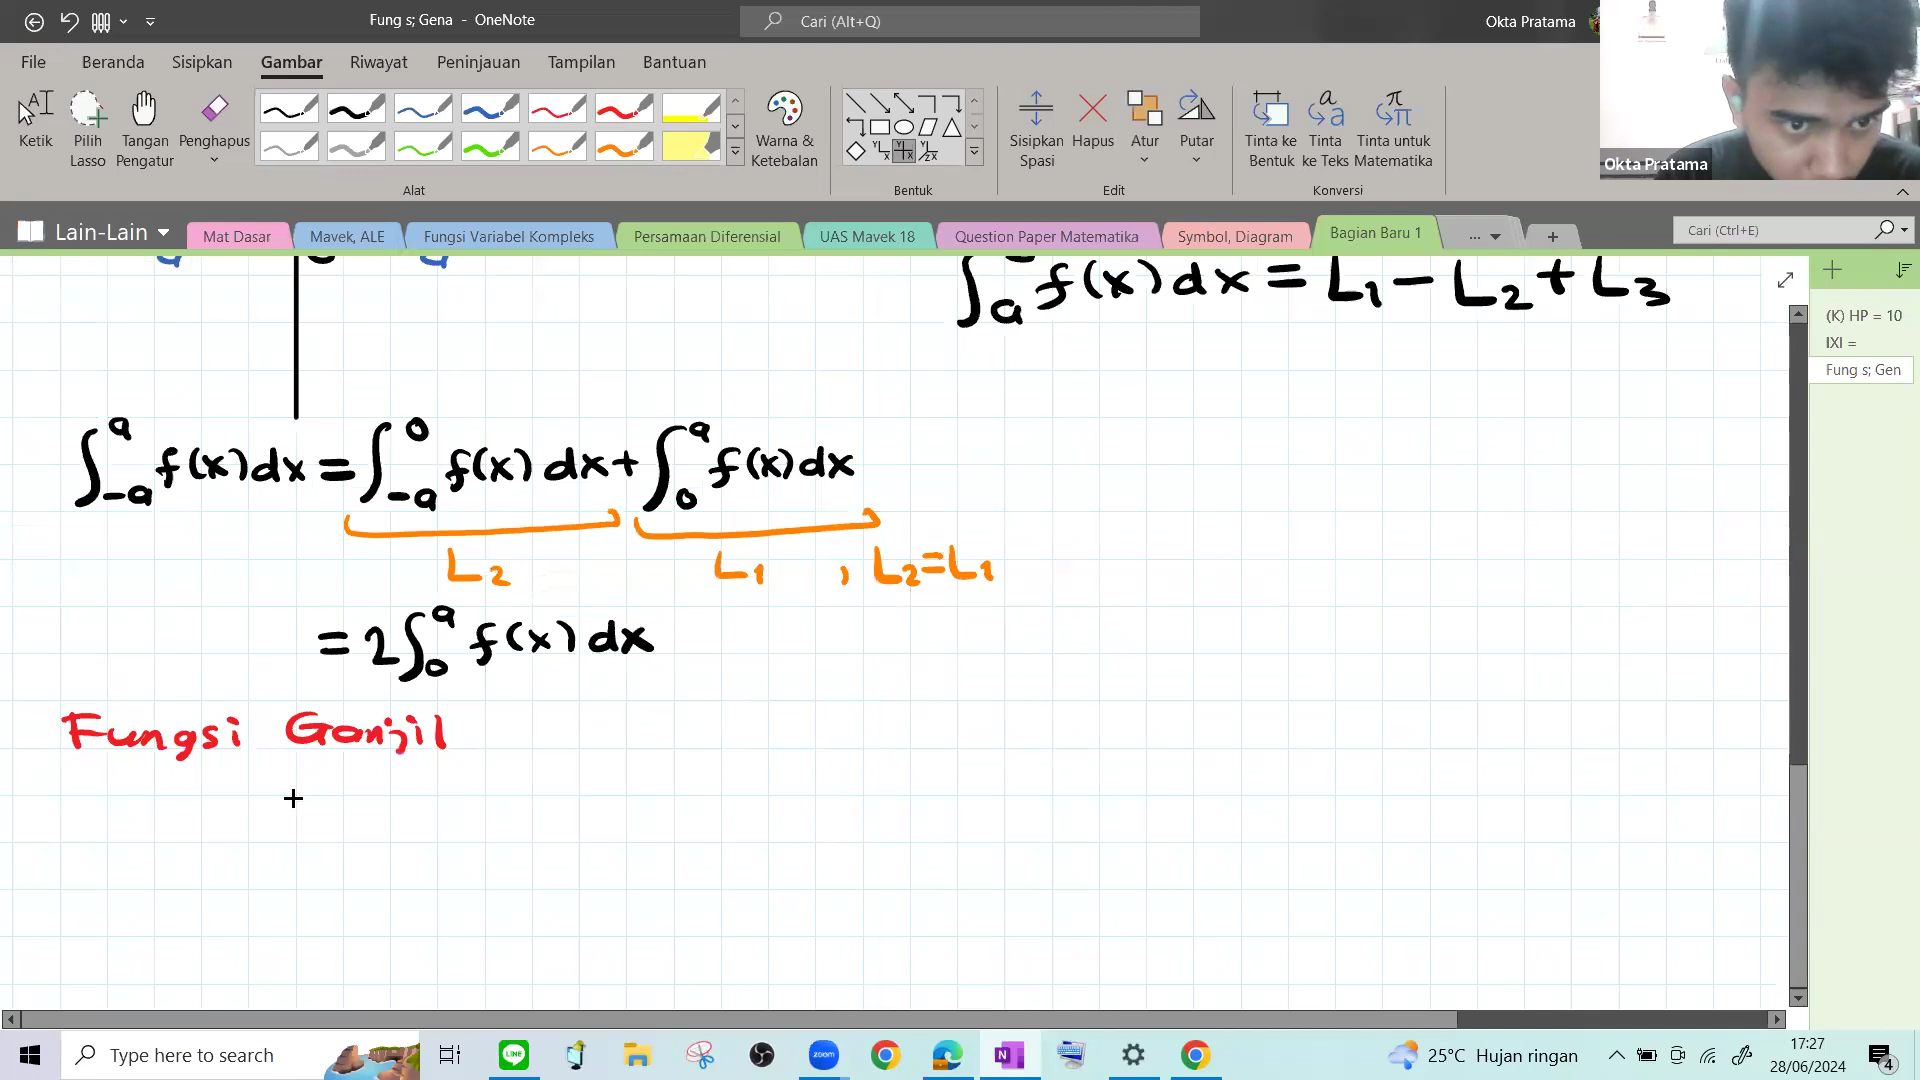 Fung s; Gena - OneNote
Cari (Alt+Q)
Okta Pratama
File Beranda Sisipkan Gambar Riwayat Peninjauan Tampilan Bantuan
Ketik
Pilih Lasso
Tangan Pengatur
Penghapus
Warna & Ketebalan
Sisipkan Spasi
Hapus
Atur
Putar
Tinta ke Bentuk
Tinta ke Teks
Tinta untuk Matematika
Okta Pratama
Alat
Bentuk
Edit
Konversi
Lain-Lain
Mat Dasar
Mavek, ALE
Fungsi Variabel Kompleks
Persamaan Diferensial
UAS Mavek 18
Question Paper Matematika
Symbol, Diagram
Bagian Baru 1
...
Cari (Ctrl+E)
(K) HP = 10
IXI =
Fung s; Gen
∫_a f(x)dx = L₁ − L₂ + L₃
∫_{-a}^{a} f(x)dx = ∫_{-a}^{0} f(x) dx + ∫_{0}^{a} f(x)dx
L₂ L₁ , L₂=L₁
= 2∫_{0}^{a} f(x) dx
Fungsi Ganjil
Type here to search
LINE
zoom
25°C Hujan ringan
17:27
28/06/2024
4